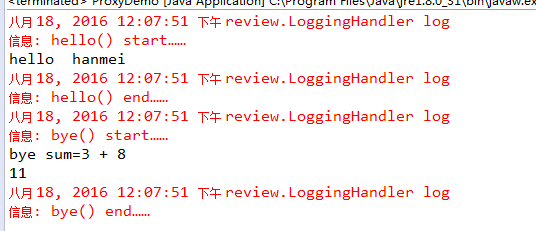 <terminated> ProxyDemo [Java Application] C:\Program Files\Java\jre1.8.0_31\bin\javaw.ex
八月 18, 2016 12:07:51 下午 review.LoggingHandler log
信息: hello() start……
hello  hanmei
八月 18, 2016 12:07:51 下午 review.LoggingHandler log
信息: hello() end……
八月 18, 2016 12:07:51 下午 review.LoggingHandler log
信息: bye() start……
bye sum=3 + 8
11
八月 18, 2016 12:07:51 下午 review.LoggingHandler log
信息: bye() end……